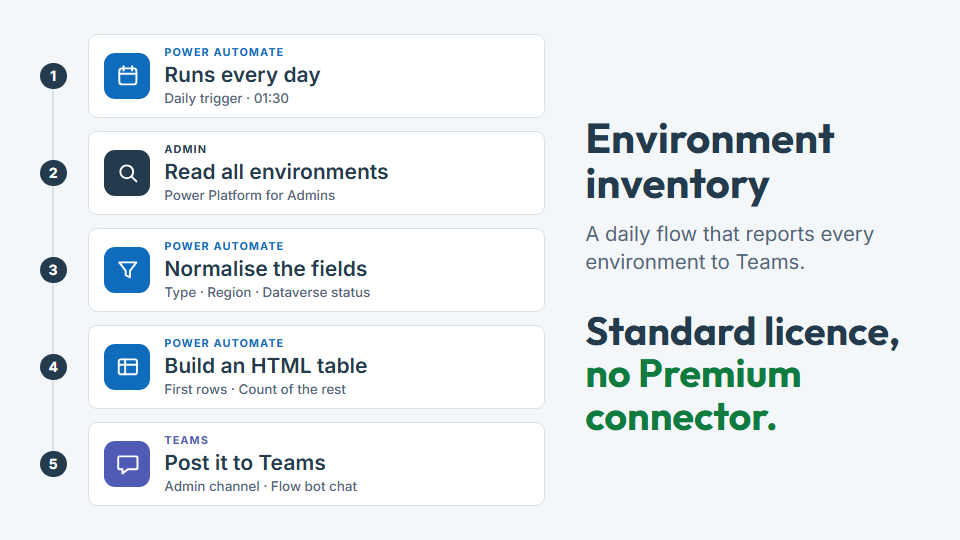 1
POWER AUTOMATE
Runs every day
Daily trigger · 01:30
2
ADMIN
Read all environments
Power Platform for Admins
3
POWER AUTOMATE
Normalise the fields
Type · Region · Dataverse status
4
POWER AUTOMATE
Build an HTML table
First rows · Count of the rest
5
TEAMS
Post it to Teams
Admin channel · Flow bot chat
Environment
inventory
A daily flow that reports every
environment to Teams.
Standard licence,
no Premium
connector.